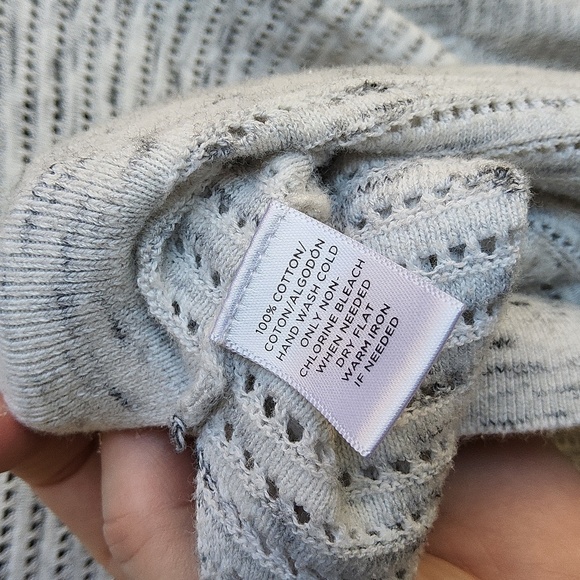 100% COTTON/
COTON/ALGODÓN
HAND WASH COLD
ONLY NON-
CHLORINE BLEACH
WHEN NEEDED
DRY FLAT
WARM IRON
IF NEEDED